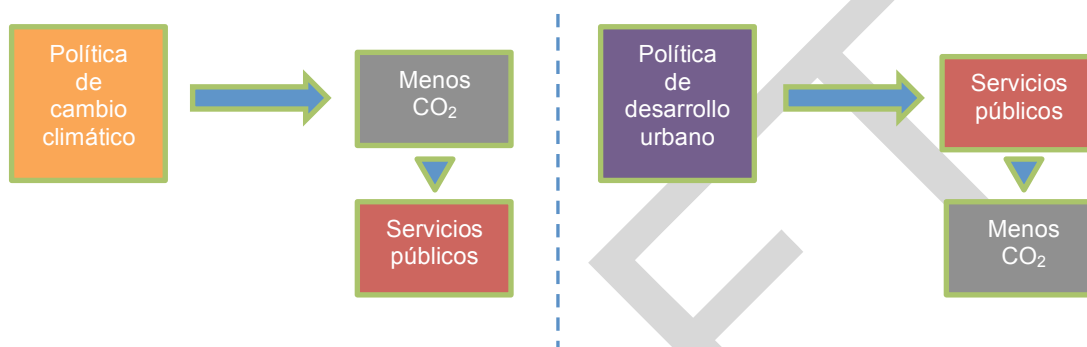 Política
de
cambio
climático
Menos
CO₂
Servicios
públicos
Política
de
desarrollo
urbano
Servicios
públicos
Menos
CO₂